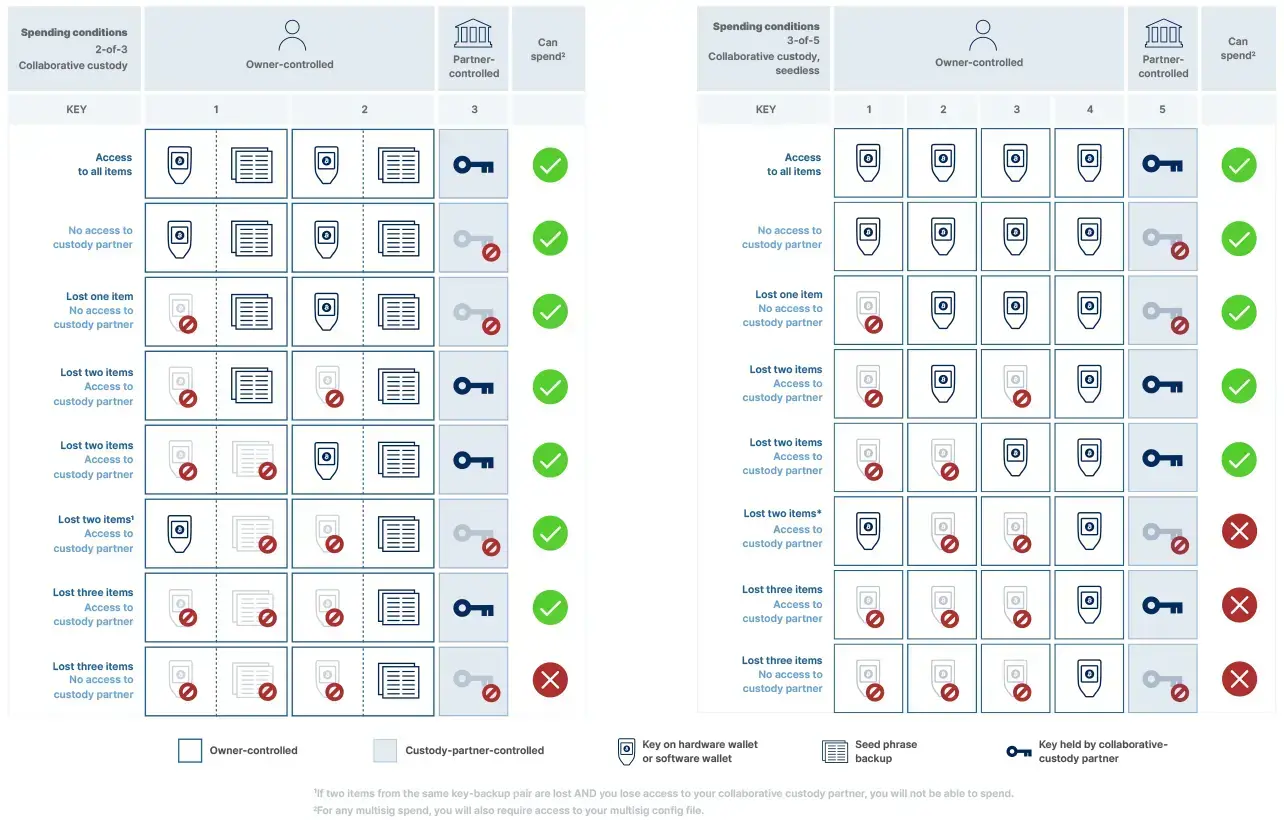 Spending conditions
2-of-3
Collaborative custody
Owner-controlled
Partner-
controlled
Can
spend²
KEY
1
2
3
Access
to all items
No access to
custody partner
Lost one item
No access to
custody partner
Lost two items
Access to
custody partner
Lost two items
Access to
custody partner
Lost two items¹
Access to
custody partner
Lost three items
Access to
custody partner
Lost three items
No access to
custody partner
Spending conditions
3-of-5
Collaborative custody,
seedless
Owner-controlled
Partner-
controlled
Can
spend²
KEY
1
2
3
4
5
Access
to all items
No access to
custody partner
Lost one item
No access to
custody partner
Lost two items
Access to
custody partner
Lost two items
Access to
custody partner
Lost two items*
Access to
custody partner
Lost three items
Access to
custody partner
Lost three items
No access to
custody partner
Owner-controlled
Custody-partner-controlled
Key on hardware wallet
or software wallet
Seed phrase
backup
Key held by collaborative-
custody partner
¹If two items from the same key-backup pair are lost AND you lose access to your collaborative custody partner, you will not be able to spend.
²For any multisig spend, you will also require access to your multisig config file.